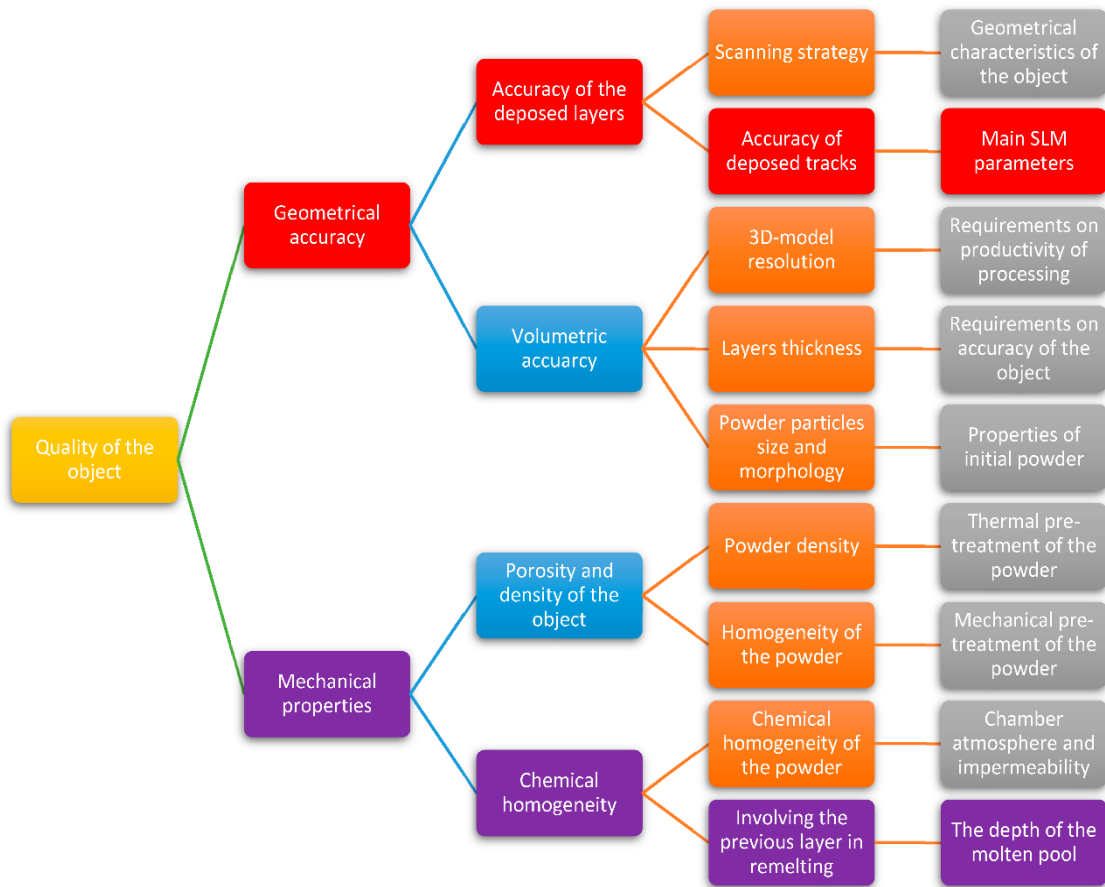 Quality of the
object
Geometrical
accuracy
Mechanical
properties
Accuracy of the
deposed layers
Volumetric
accuarcy
Porosity and
density of the
object
Chemical
homogeneity
Scanning strategy
Accuracy of
deposed tracks
3D-model
resolution
Layers thickness
Powder particles
size and
morphology
Powder density
Homogeneity of
the powder
Chemical
homogeneity of
the powder
Involving the
previous layer in
remelting
Geometrical
characteristics of
the object
Main SLM
parameters
Requirements on
productivity of
processing
Requirements on
accuracy of the
object
Properties of
initial powder
Thermal pre-
treatment of the
powder
Mechanical pre-
treatment of the
powder
Chamber
atmosphere and
impermeability
The depth of the
molten pool